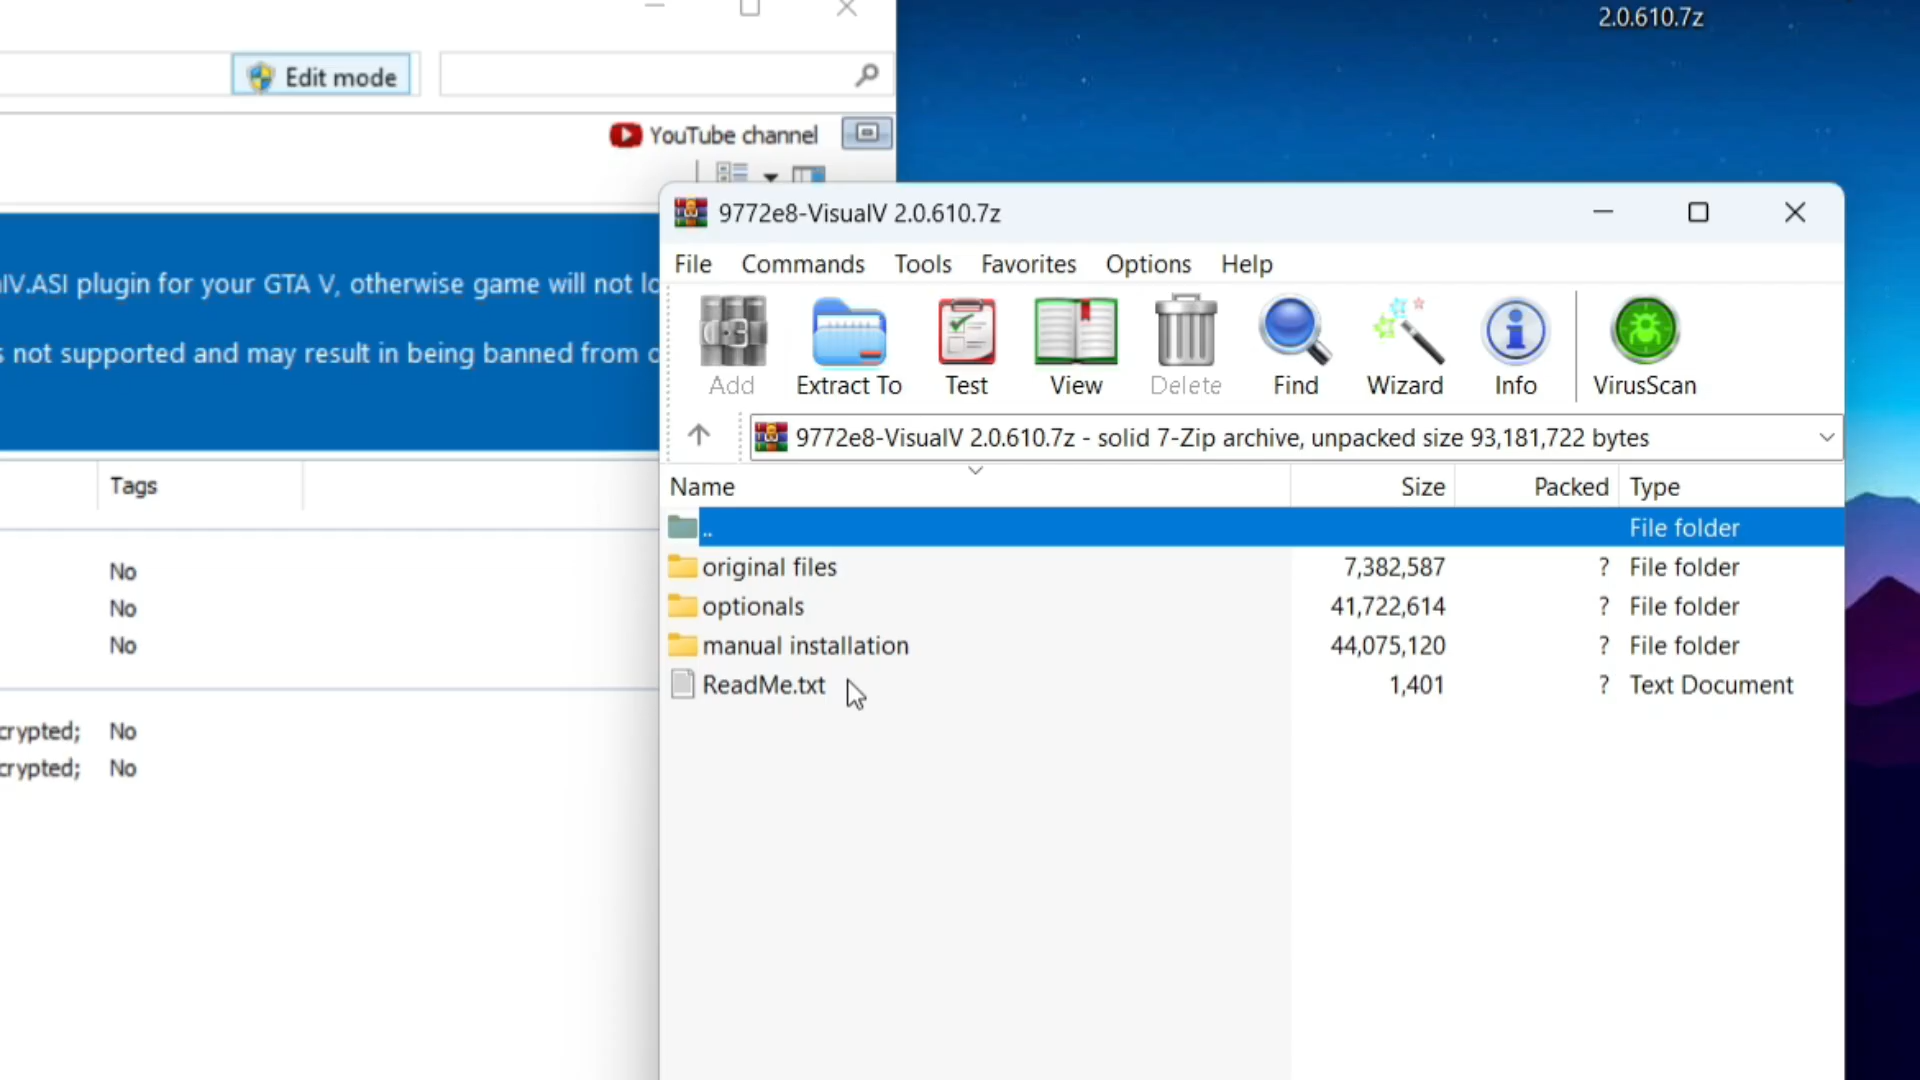 2.0.610.7z
Edit mode
YouTube channel
IV.ASI plugin for your GTA V, otherwise game will not lo
s not supported and may result in being banned from o
Tags
No
No
No
crypted; No
crypted; No
9772e8-VisualV 2.0.610.7z
File Commands Tools Favorites Options Help
Add Extract To Test View Delete Find Wizard Info VirusScan
9772e8-VisualV 2.0.610.7z - solid 7-Zip archive, unpacked size 93,181,722 bytes
Name Size Packed Type
.. File folder
original files 7,382,587 ? File folder
optionals 41,722,614 ? File folder
manual installation 44,075,120 ? File folder
ReadMe.txt 1,401 ? Text Document